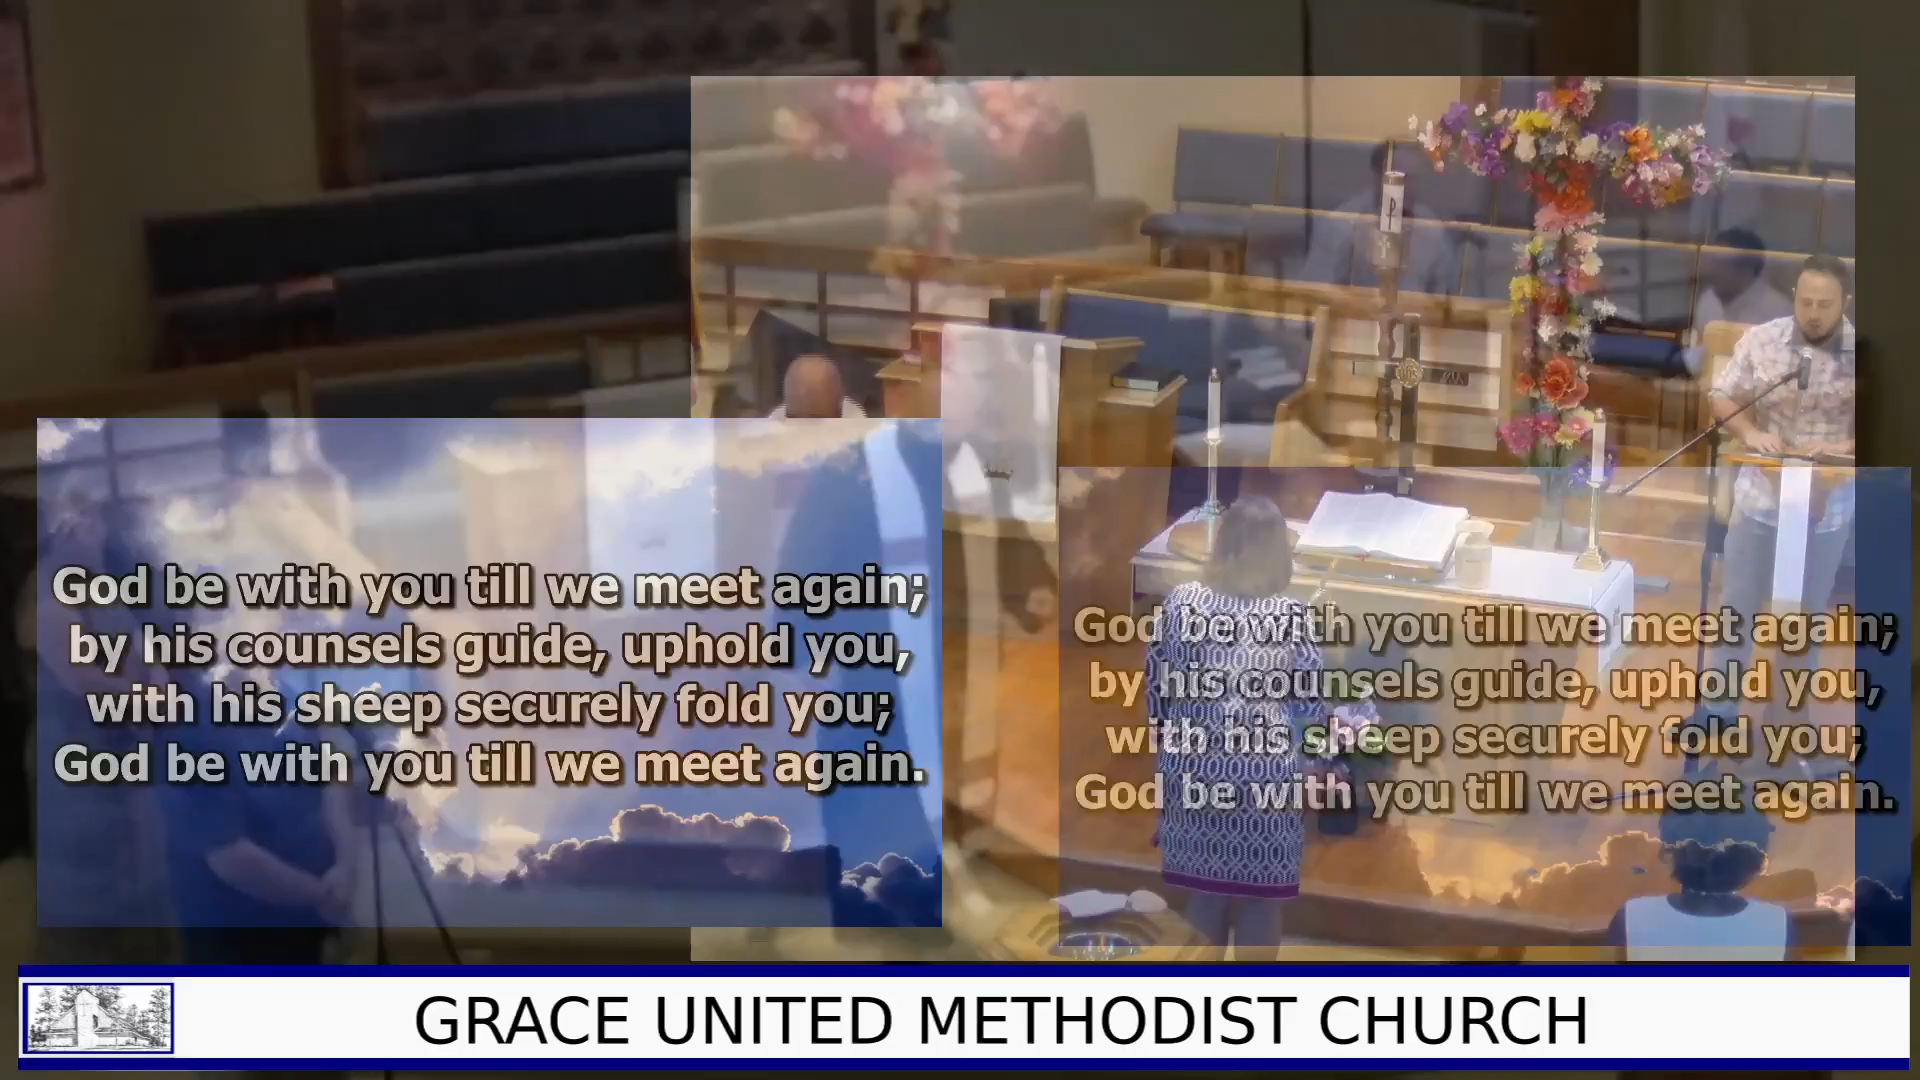 God be with you till we meet again;
by his counsels guide, uphold you,
with his sheep securely fold you;
God be with you till we meet again.
God be with you till we meet again;
by his counsels guide, uphold you,
with his sheep securely fold you;
God be with you till we meet again.
GRACE UNITED METHODIST CHURCH